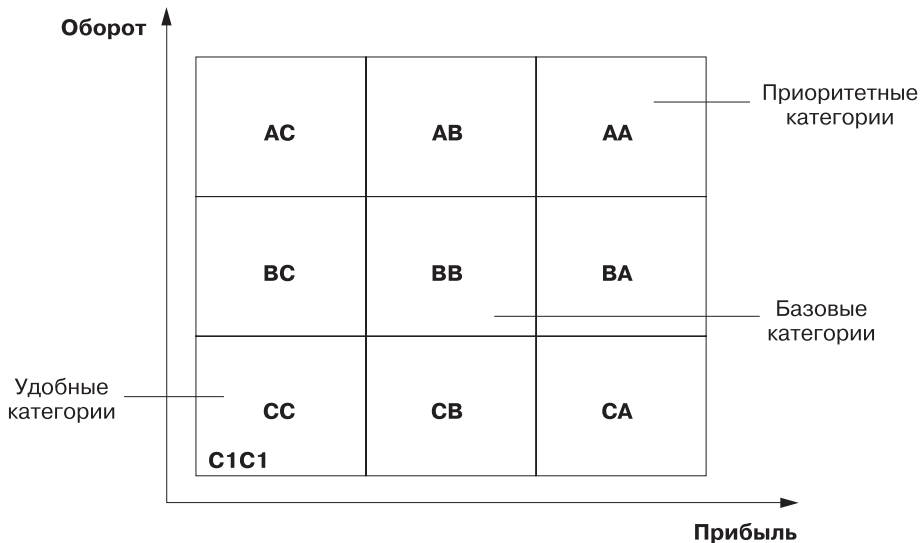 Оборот
Приоритетные
категории
AC
AB
AA
BC
BB
BA
Базовые
категории
Удобные
категории
CC
CB
CA
C1C1
Прибыль